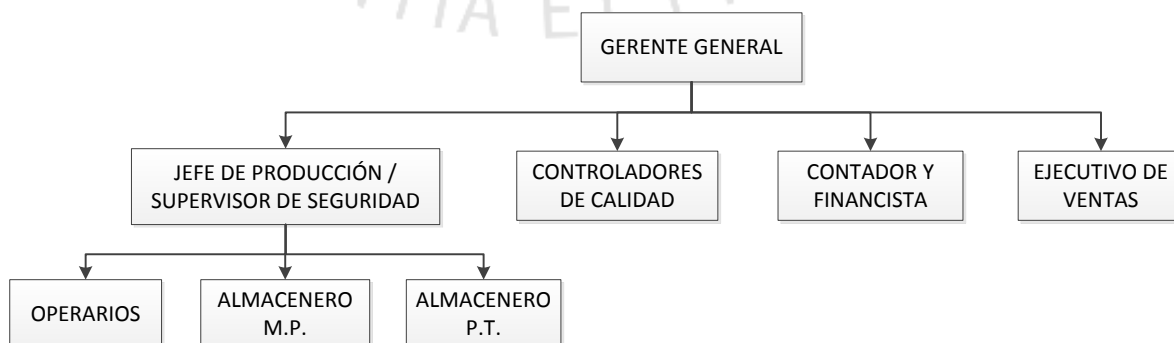 GERENTE GENERAL
JEFE DE PRODUCCIÓN /
SUPERVISOR DE SEGURIDAD
CONTROLADORES
DE CALIDAD
CONTADOR Y
FINANCISTA
EJECUTIVO DE
VENTAS
OPERARIOS
ALMACENERO
M.P.
ALMACENERO
P.T.